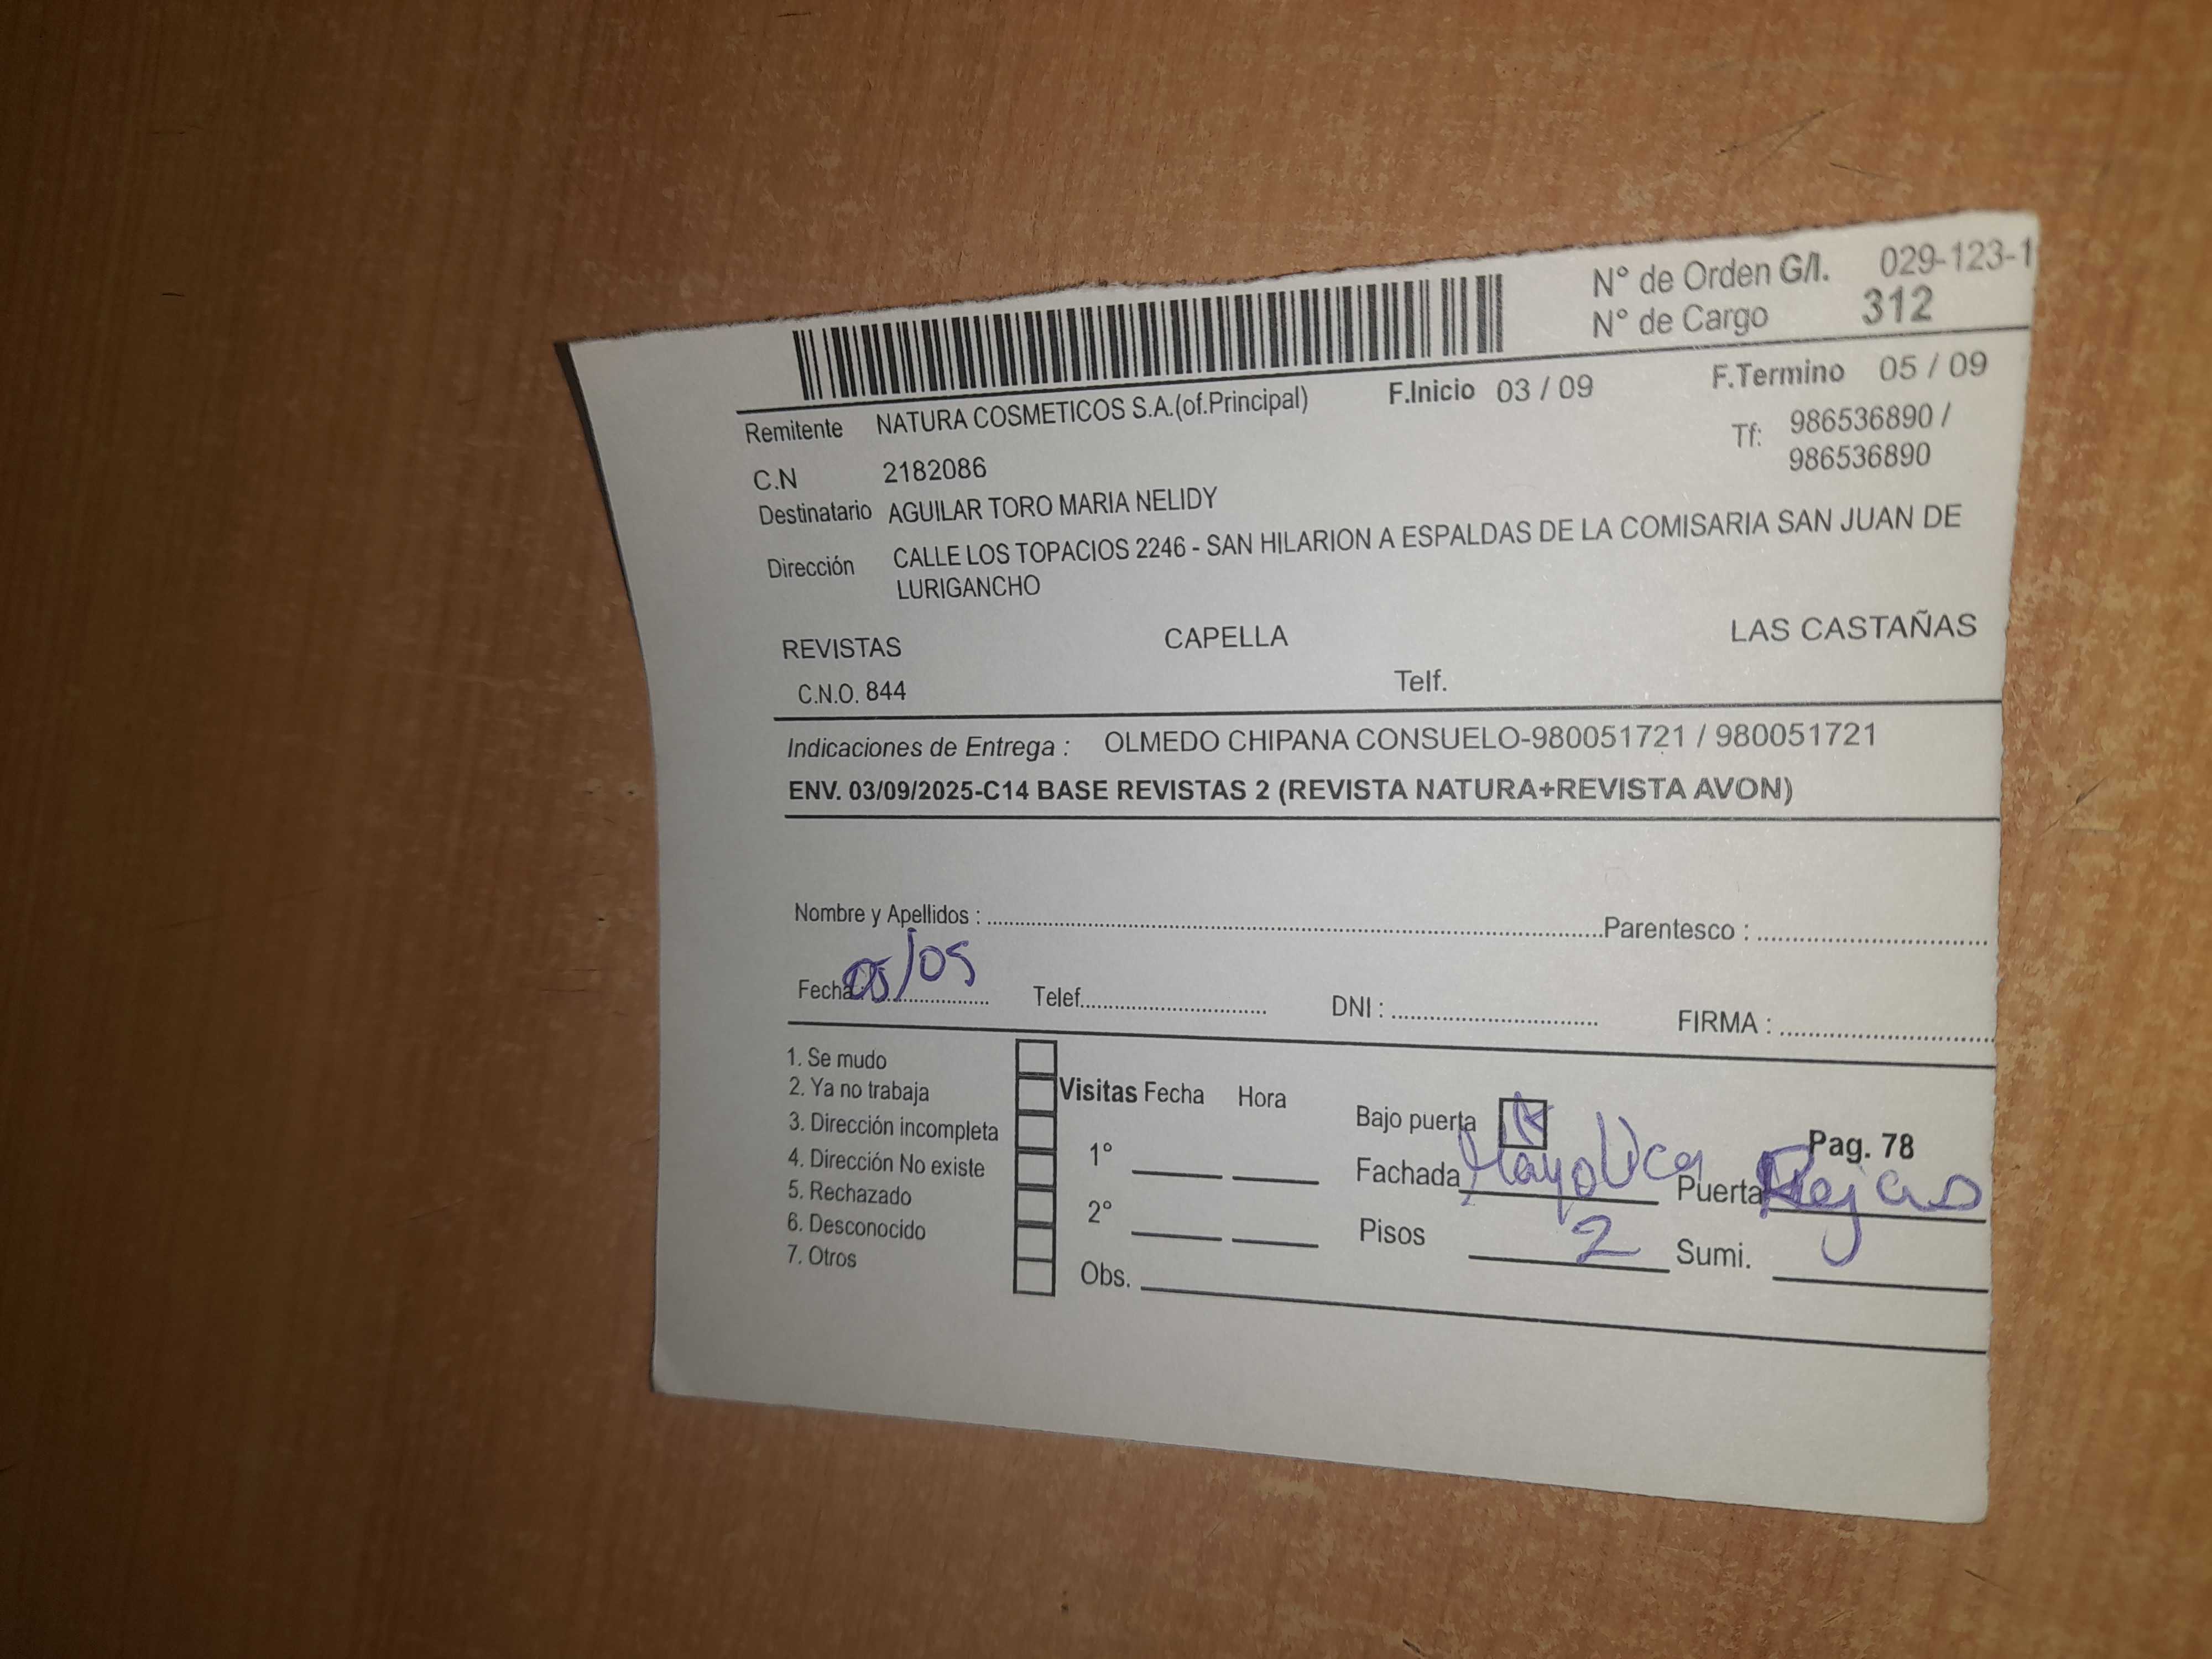 N° de Orden G/I. 029-123-1
N° de Cargo 312
Remitente NATURA COSMETICOS S.A.(of.Principal) F.Inicio 03 / 09 F.Termino 05 / 09
C.N 2182086 Tf: 986536890 /
986536890
Destinatario AGUILAR TORO MARIA NELIDY
Dirección CALLE LOS TOPACIOS 2246 - SAN HILARION A ESPALDAS DE LA COMISARIA SAN JUAN DE
LURIGANCHO
REVISTAS CAPELLA LAS CASTAÑAS
C.N.O. 844 Telf.
Indicaciones de Entrega : OLMEDO CHIPANA CONSUELO-980051721 / 980051721
ENV. 03/09/2025-C14 BASE REVISTAS 2 (REVISTA NATURA+REVISTA AVON)
Nombre y Apellidos : Parentesco :
Fecha: 05/05 Telef. DNI : FIRMA :
1. Se mudo
2. Ya no trabaja Visitas Fecha Hora Bajo puerta Pag. 78
3. Dirección incompleta 1° Fachada Mayolica Puerta Rejas
4. Dirección No existe
5. Rechazado 2° Pisos 2 Sumi.
6. Desconocido
7. Otros Obs.